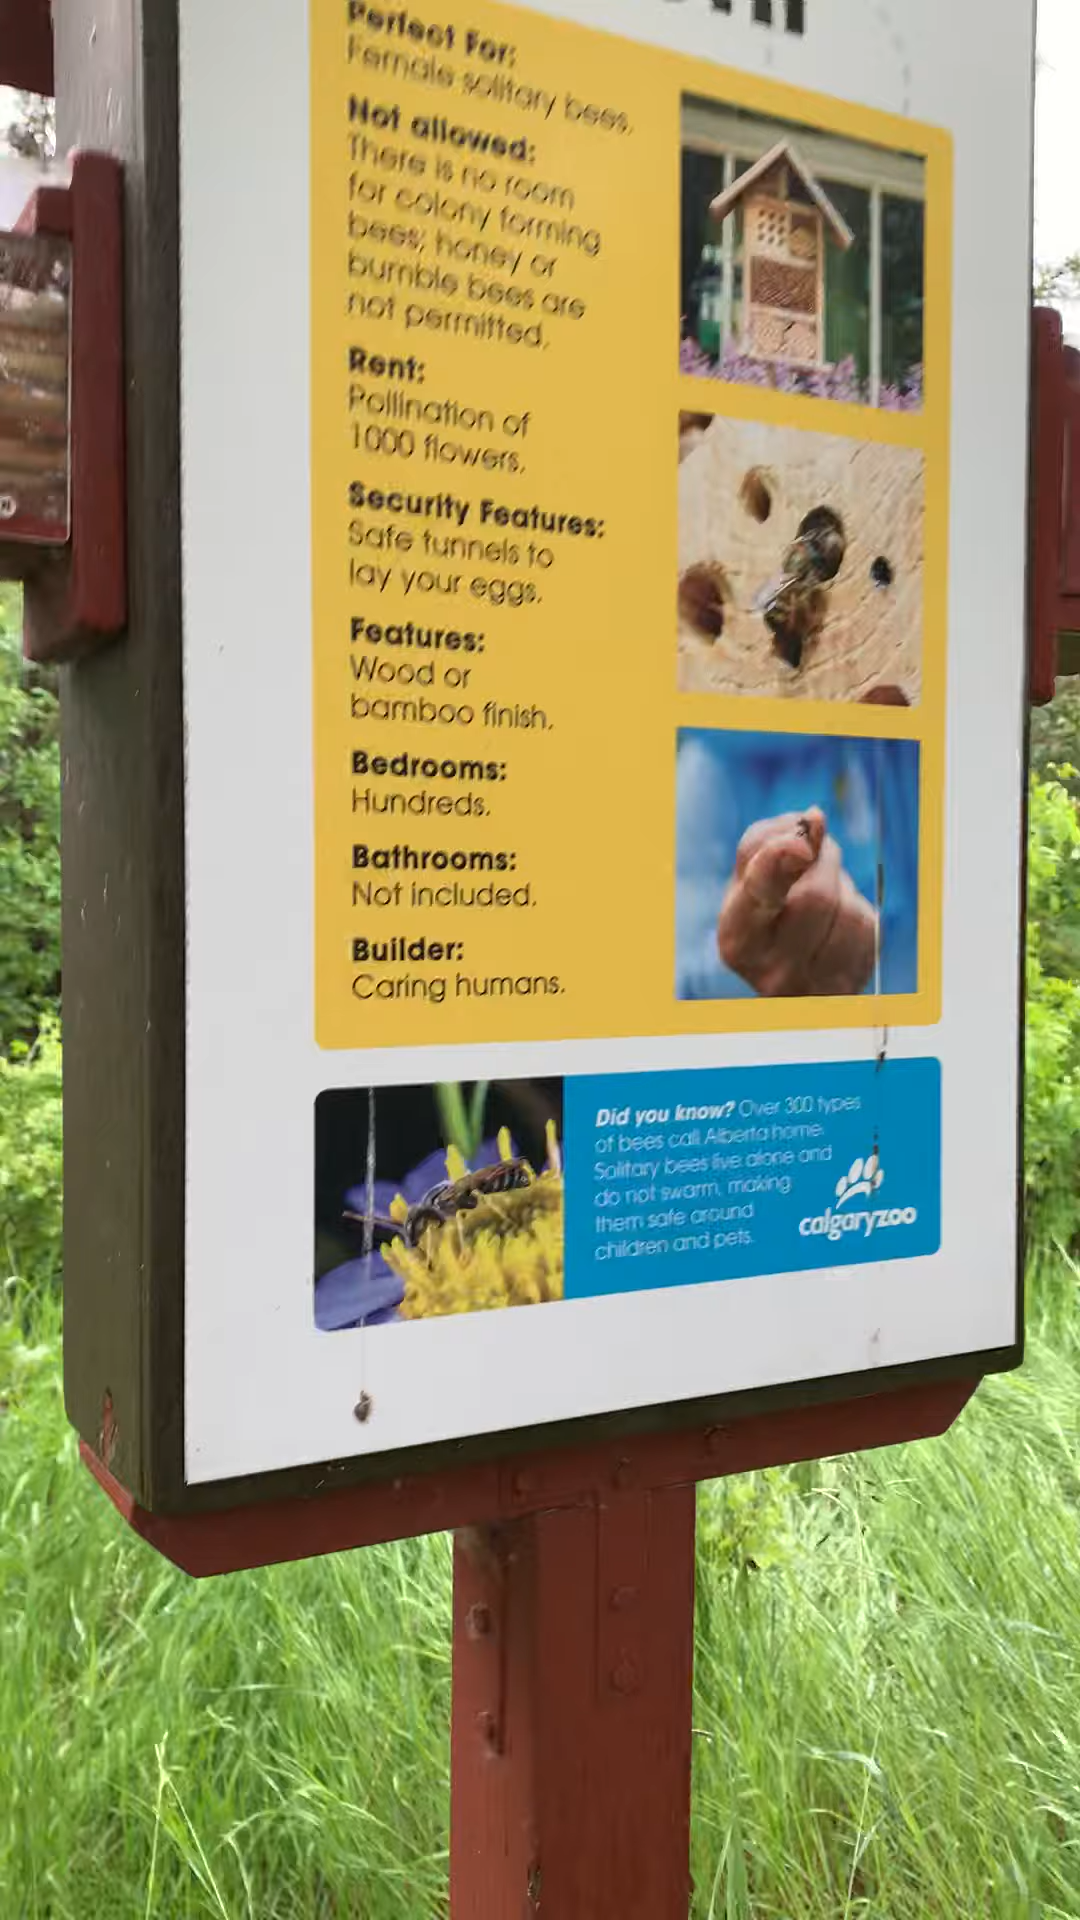 Perfect For:
Female solitary bees.
Not allowed:
There is no room
for colony forming
bees; honey or
bumble bees are
not permitted.
Rent:
Pollination of
1000 flowers.
Security Features:
Safe tunnels to
lay your eggs.
Features:
Wood or
bamboo finish.
Bedrooms:
Hundreds.
Bathrooms:
Not included.
Builder:
Caring humans.
Did you know? Over 300 types
of bees call Alberta home.
Solitary bees live alone and
do not swarm, making
them safe around
children and pets.
calgaryzoo